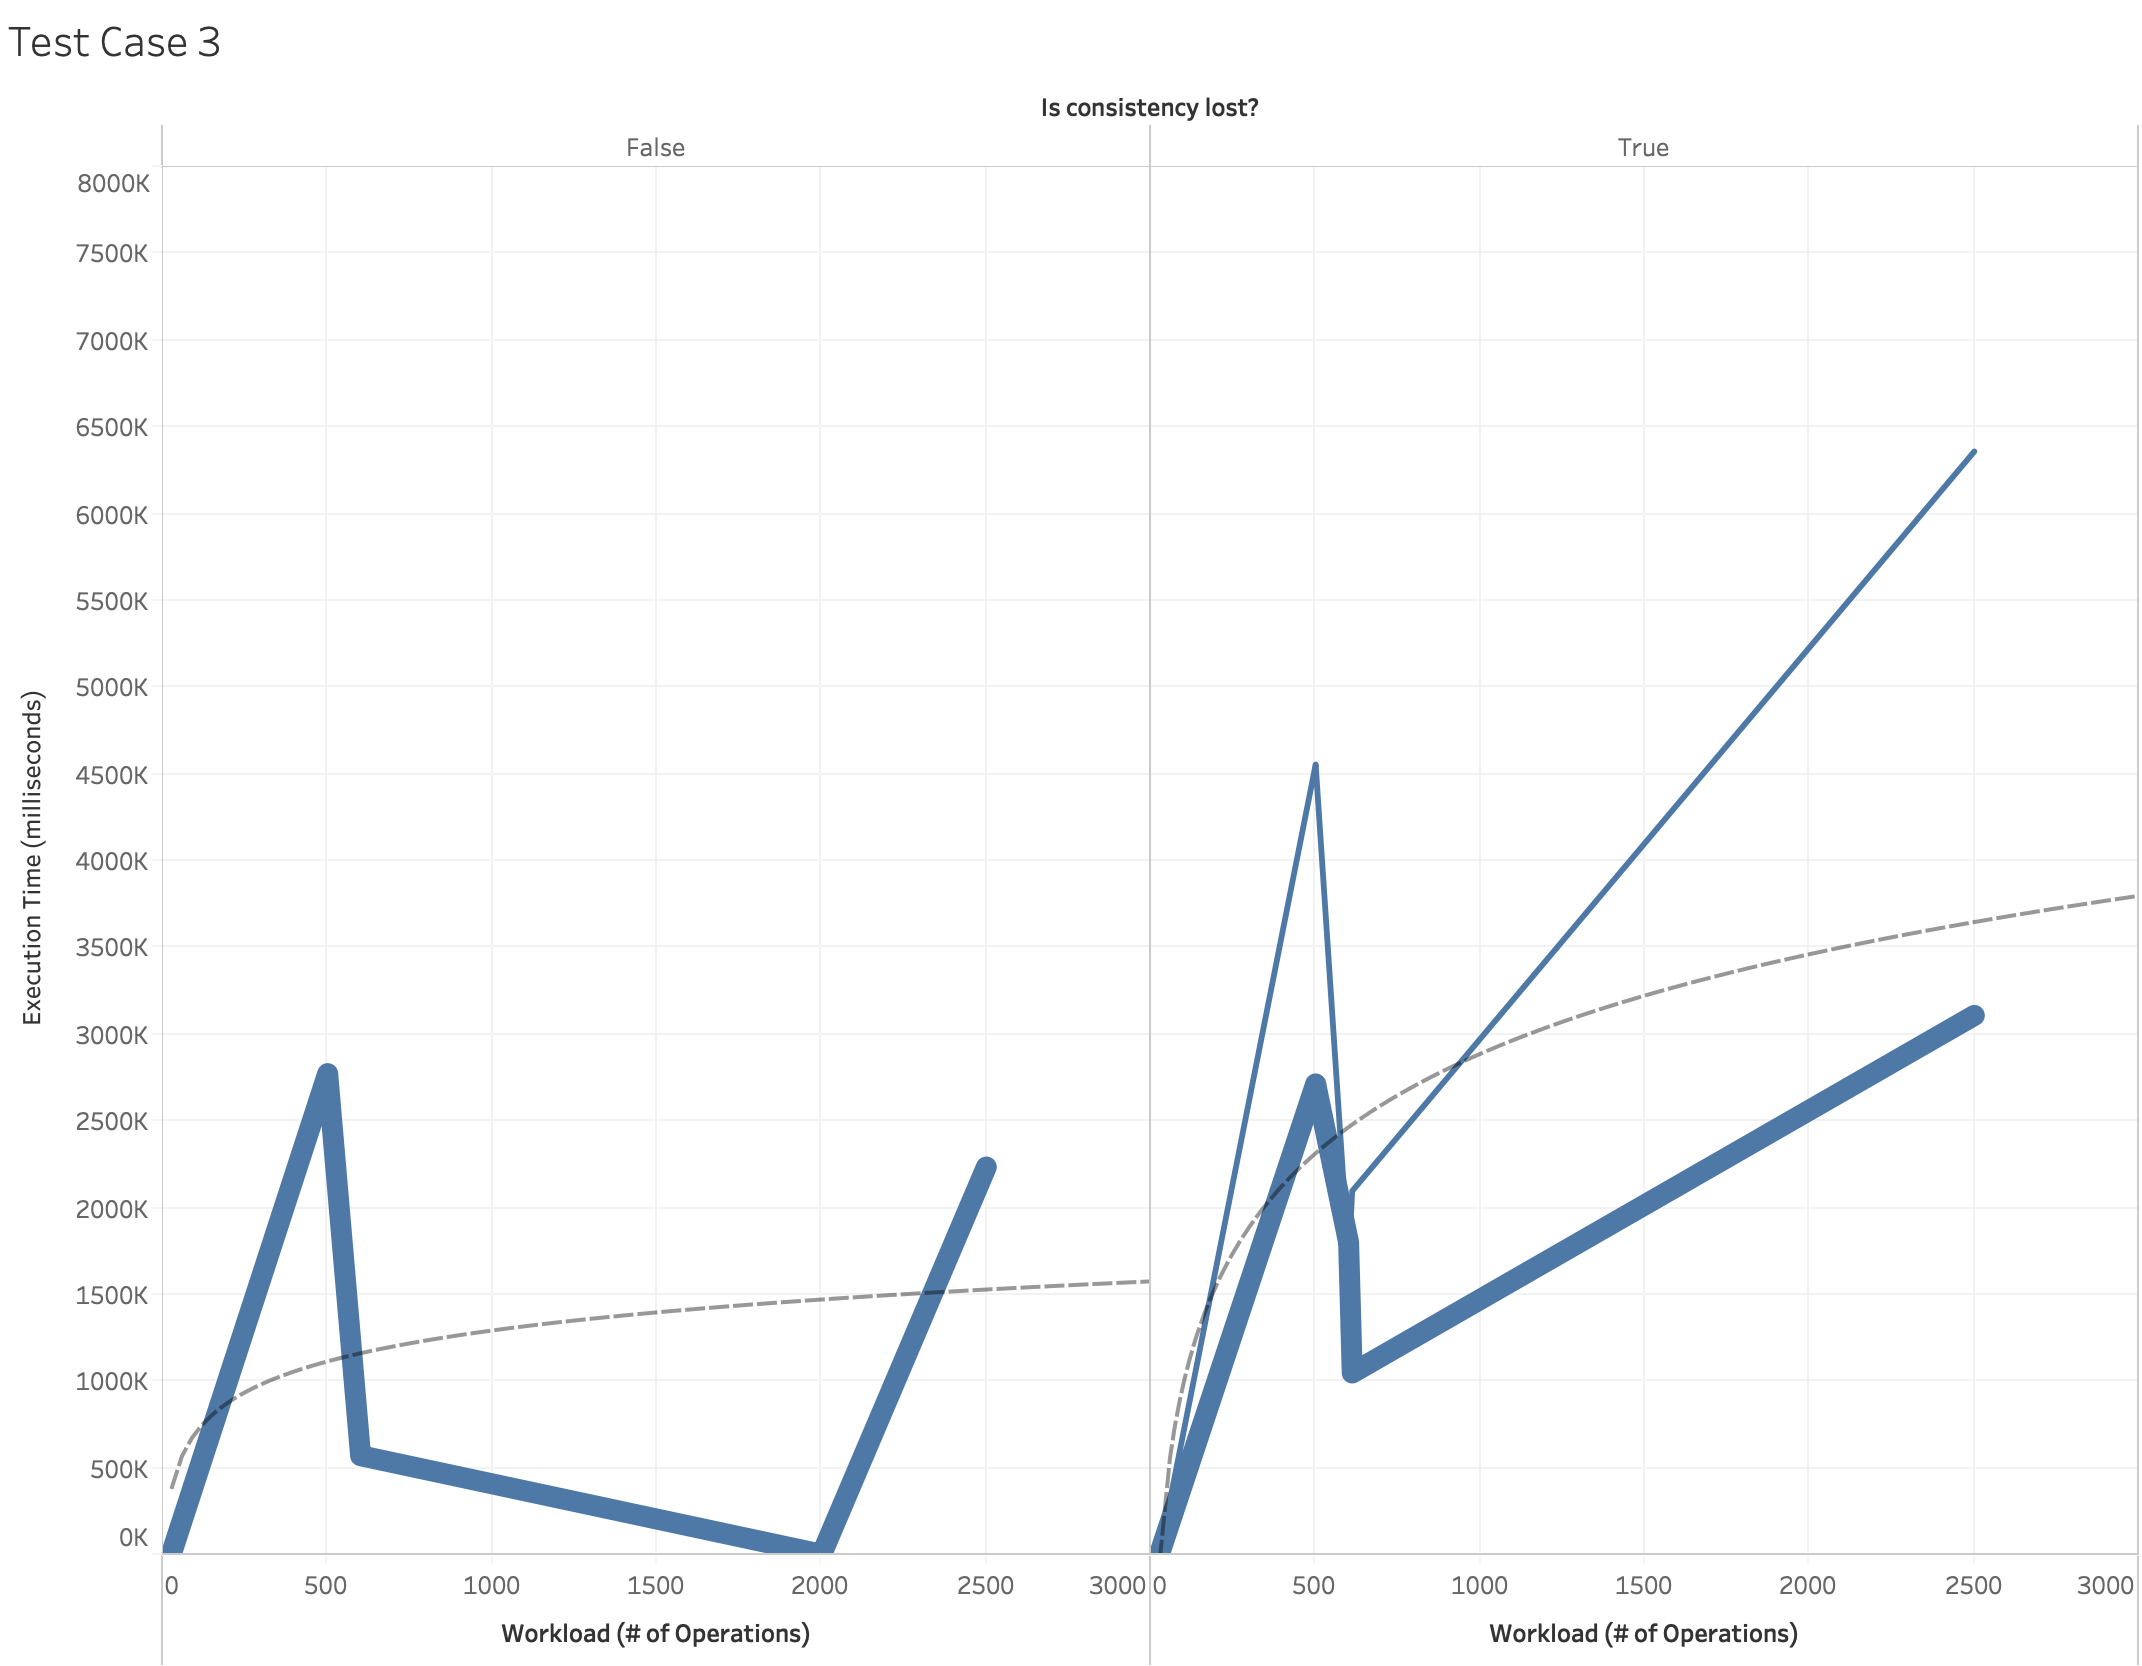 Test Case 3
Is consistency lost?
False True
8000K
7500K
7000K
6500K
6000K
5500K
5000K
4500K
4000K
3500K
3000K
2500K
2000K
1500K
1000K
500K
0K
Execution Time (milliseconds)
0 500 1000 1500 2000 2500 3000 0 500 1000 1500 2000 2500 3000
Workload (# of Operations) Workload (# of Operations)